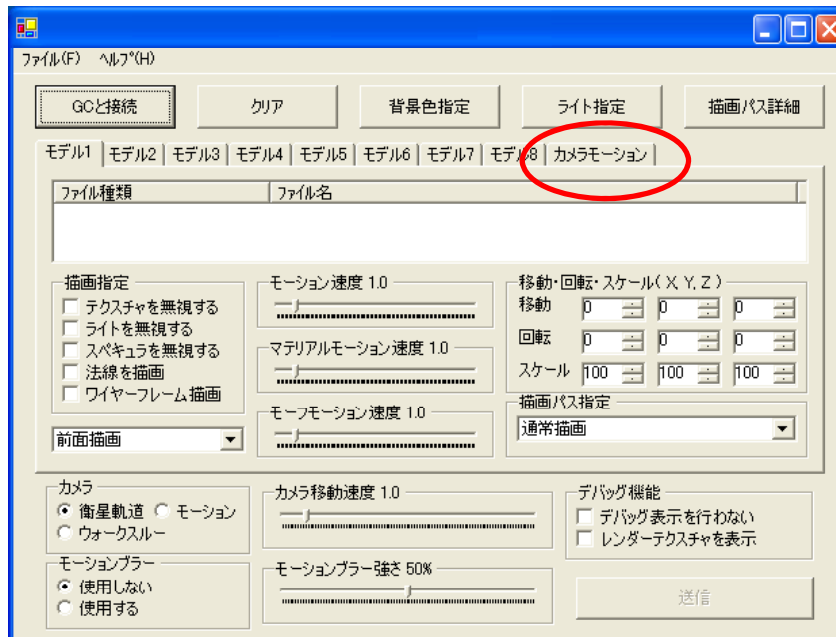 ファイル(F) ヘルプ(H)
GCと接続 クリア 背景色指定 ライト指定 描画パス詳細
モデル1 モデル2 モデル3 モデル4 モデル5 モデル6 モデル7 モデル8 カメラモーション
ファイル種類 ファイル名
描画指定
テクスチャを無視する
ライトを無視する
スペキュラを無視する
法線を描画
ワイヤーフレーム描画
前面描画
モーション速度 1.0
マテリアルモーション速度 1.0
モーフモーション速度 1.0
移動・回転・スケール( X, Y, Z )
移動 0 0 0
回転 0 0 0
スケール 100 100 100
描画パス指定
通常描画
カメラ
衛星軌道 モーション
ウォークスルー
モーションブラー
使用しない
使用する
カメラ移動速度 1.0
モーションブラー強さ 50%
デバッグ機能
デバッグ表示を行わない
レンダーテクスチャを表示
送信